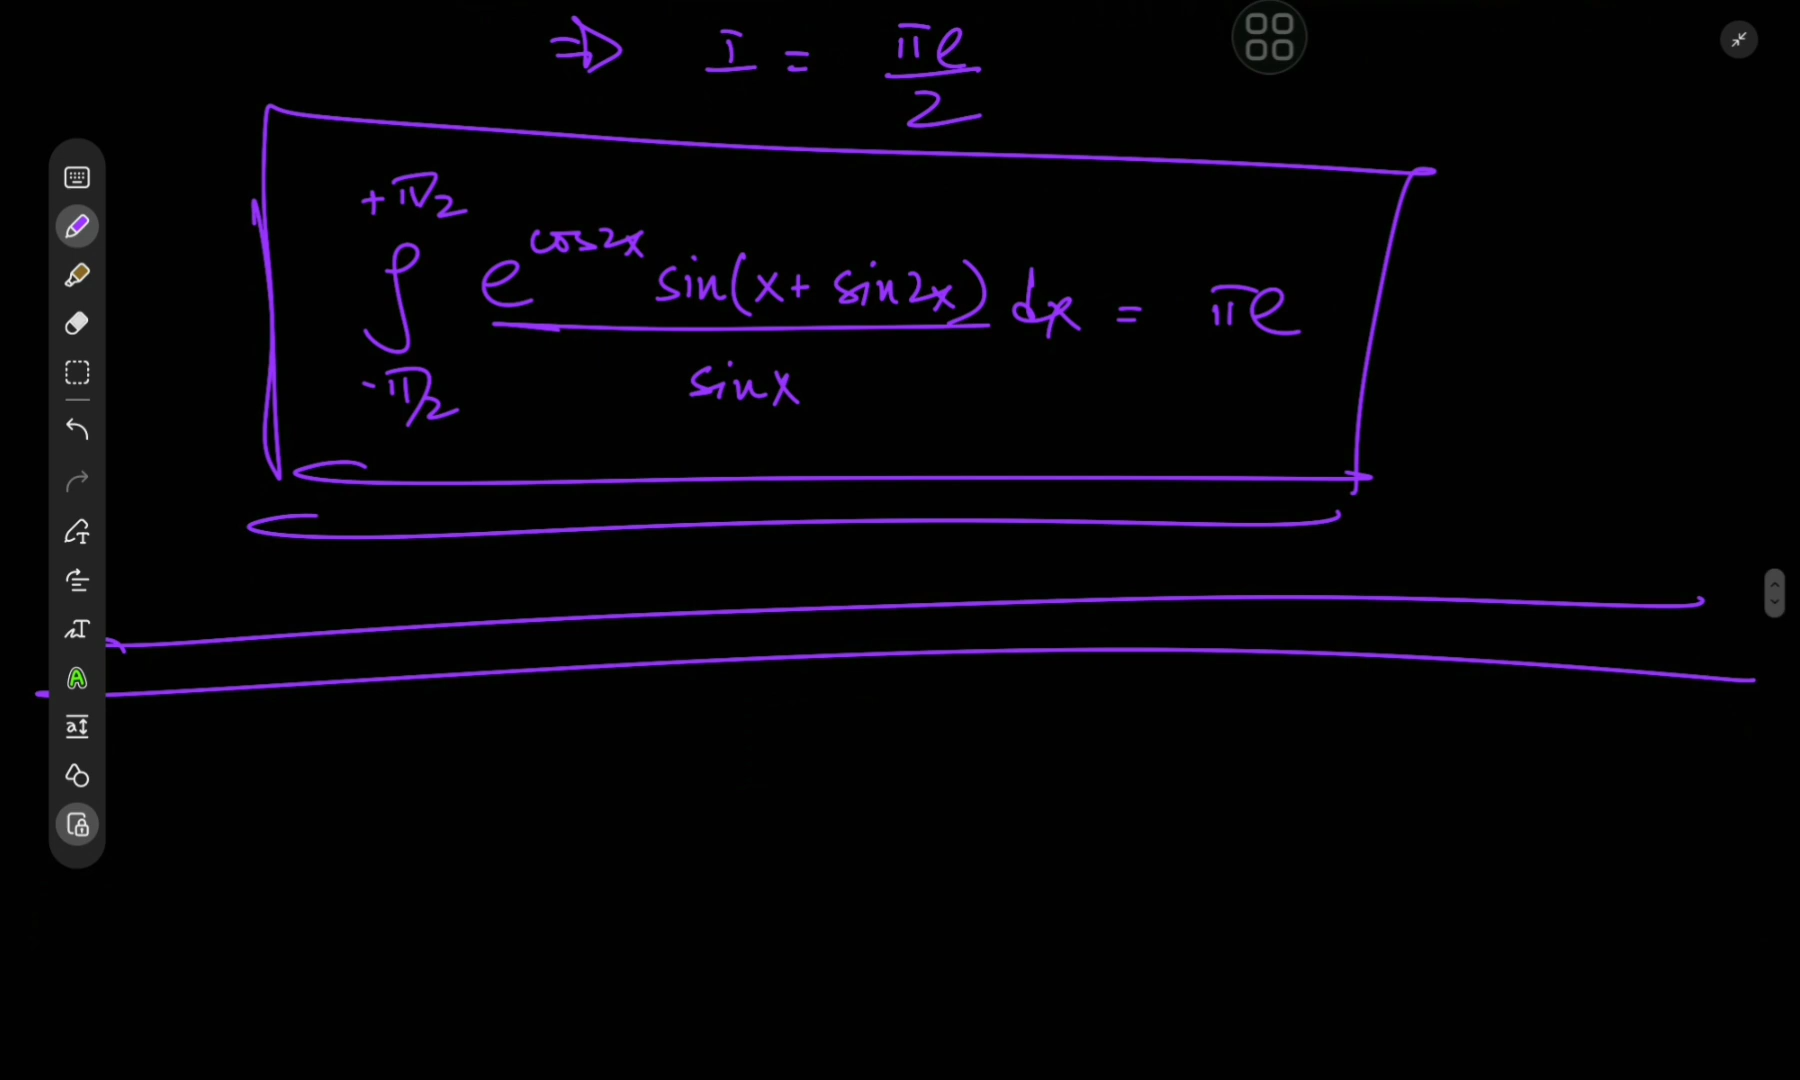 ⇒ I = πe/2
∫_{-π/2}^{+π/2} e^{cos2x} sin(x + sin2x) / sinx dx = πe